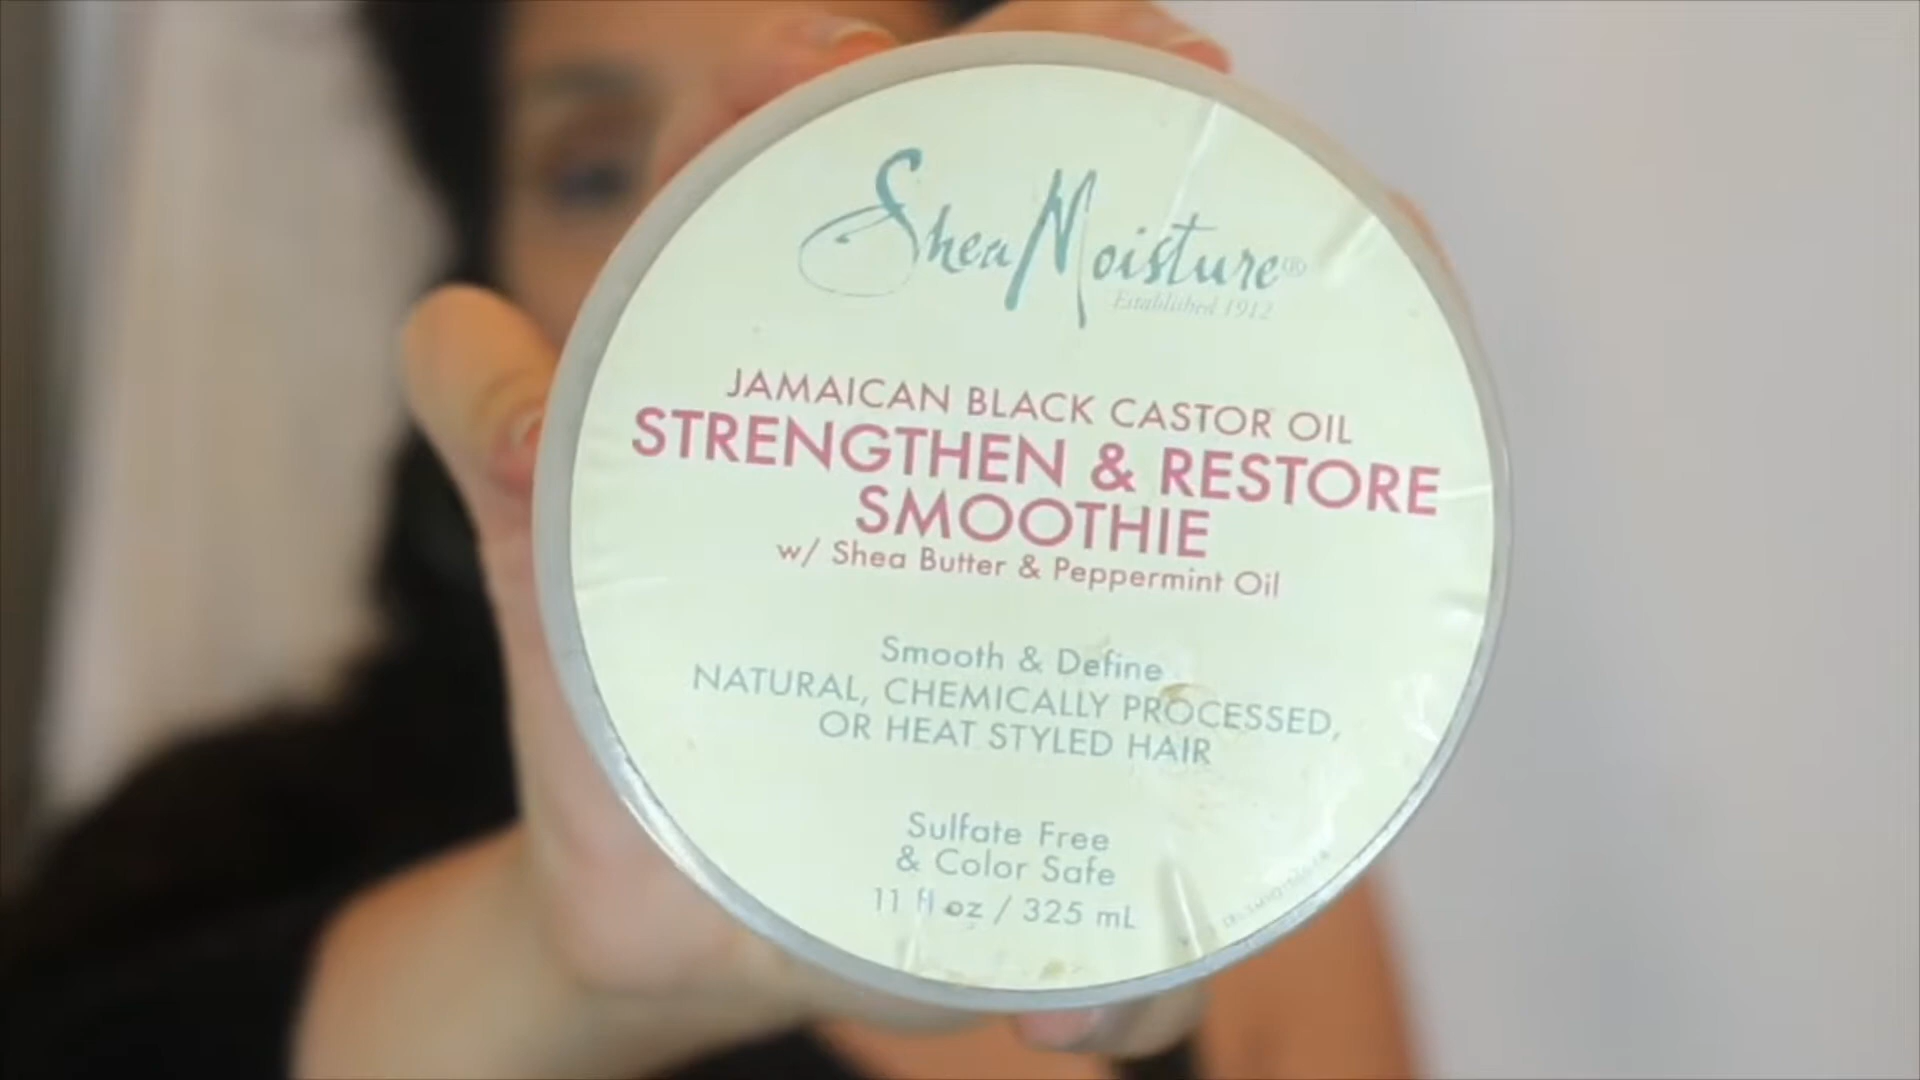 SheaMoisture®
Established 1912
JAMAICAN BLACK CASTOR OIL
STRENGTHEN & RESTORE
SMOOTHIE
w/ Shea Butter & Peppermint Oil
Smooth & Define
NATURAL, CHEMICALLY PROCESSED,
OR HEAT STYLED HAIR
Sulfate Free
& Color Safe
11 fl oz / 325 mL